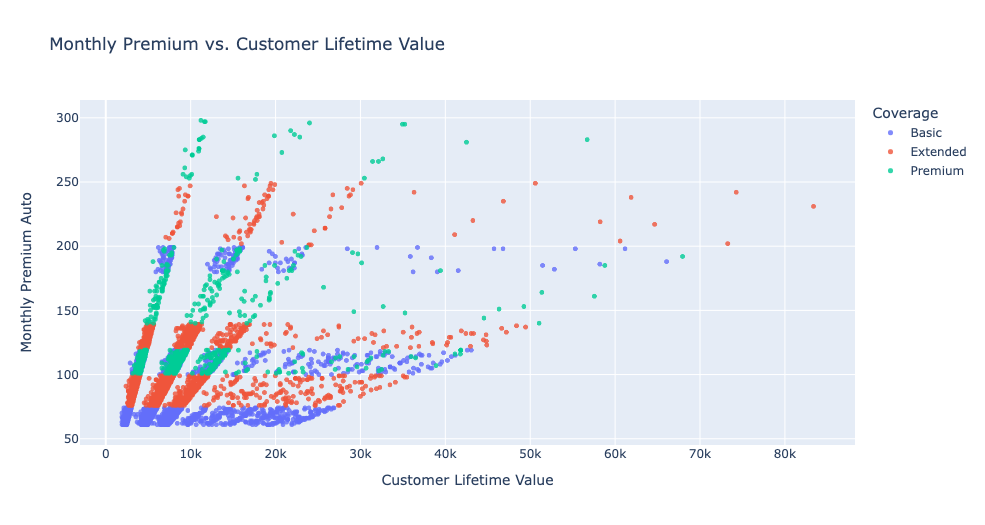 Monthly Premium vs. Customer Lifetime Value
Coverage
Basic
Extended
Premium
Monthly Premium Auto
300
250
200
150
100
50
0 10k 20k 30k 40k 50k 60k 70k 80k
Customer Lifetime Value